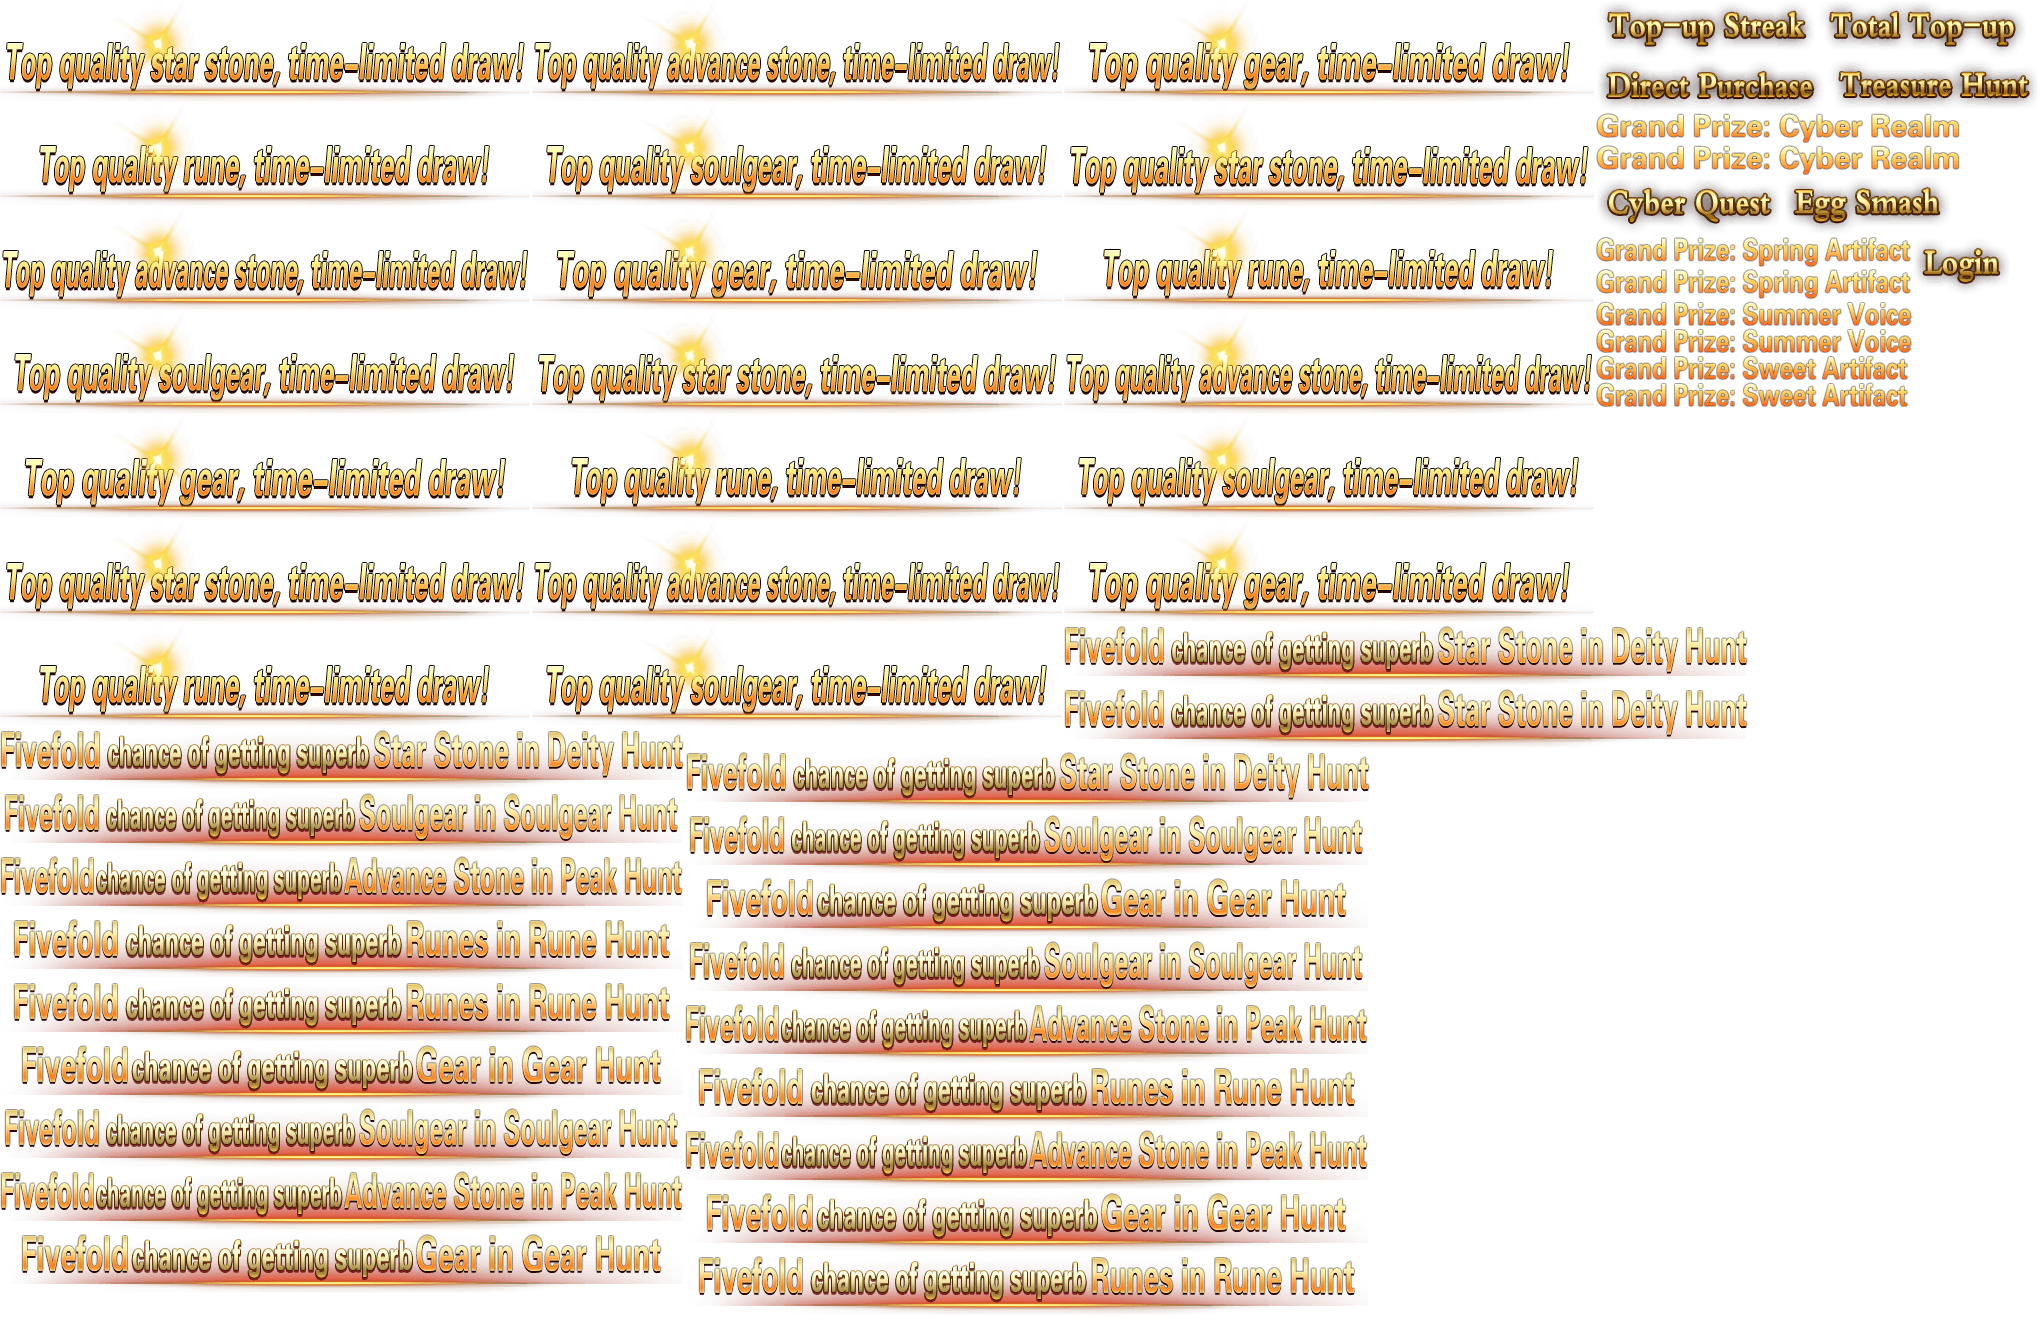 Top quality star stone, time-limited draw!
Top quality advance stone, time-limited draw!
Top quality gear, time-limited draw!
Top-up Streak
Total Top-up
Direct Purchase
Treasure Hunt
Grand Prize: Cyber Realm
Grand Prize: Cyber Realm
Top quality rune, time-limited draw!
Top quality soulgear, time-limited draw!
Top quality star stone, time-limited draw!
Cyber Quest
Egg Smash
Grand Prize: Spring Artifact
Login
Grand Prize: Spring Artifact
Top quality advance stone, time-limited draw!
Top quality gear, time-limited draw!
Top quality rune, time-limited draw!
Grand Prize: Summer Voice
Grand Prize: Summer Voice
Grand Prize: Sweet Artifact
Grand Prize: Sweet Artifact
Top quality soulgear, time-limited draw!
Top quality star stone, time-limited draw!
Top quality advance stone, time-limited draw!
Top quality gear, time-limited draw!
Top quality rune, time-limited draw!
Top quality soulgear, time-limited draw!
Top quality star stone, time-limited draw!
Top quality advance stone, time-limited draw!
Top quality gear, time-limited draw!
Top quality rune, time-limited draw!
Top quality soulgear, time-limited draw!
Fivefold chance of getting superb Star Stone in Deity Hunt
Fivefold chance of getting superb Star Stone in Deity Hunt
Fivefold chance of getting superb Star Stone in Deity Hunt
Fivefold chance of getting superb Star Stone in Deity Hunt
Fivefold chance of getting superb Soulgear in Soulgear Hunt
Fivefold chance of getting superb Soulgear in Soulgear Hunt
Fivefold chance of getting superb Advance Stone in Peak Hunt
Fivefold chance of getting superb Gear in Gear Hunt
Fivefold chance of getting superb Runes in Rune Hunt
Fivefold chance of getting superb Soulgear in Soulgear Hunt
Fivefold chance of getting superb Runes in Rune Hunt
Fivefold chance of getting superb Advance Stone in Peak Hunt
Fivefold chance of getting superb Gear in Gear Hunt
Fivefold chance of getting superb Runes in Rune Hunt
Fivefold chance of getting superb Soulgear in Soulgear Hunt
Fivefold chance of getting superb Advance Stone in Peak Hunt
Fivefold chance of getting superb Advance Stone in Peak Hunt
Fivefold chance of getting superb Gear in Gear Hunt
Fivefold chance of getting superb Gear in Gear Hunt
Fivefold chance of getting superb Runes in Rune Hunt